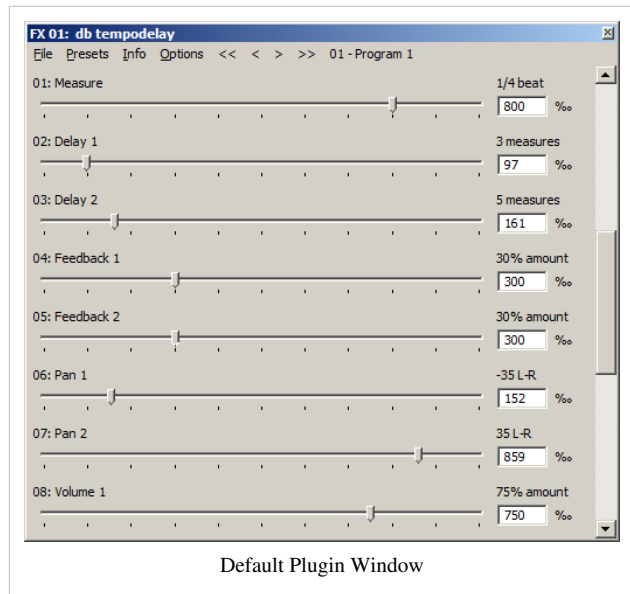 FX 01: db tempodelay
File Presets Info Options << < > >> 01 - Program 1
01: Measure 1/4 beat
800 ‰
02: Delay 1 3 measures
97 ‰
03: Delay 2 5 measures
161 ‰
04: Feedback 1 30% amount
300 ‰
05: Feedback 2 30% amount
300 ‰
06: Pan 1 -35 L-R
152 ‰
07: Pan 2 35 L-R
859 ‰
08: Volume 1 75% amount
750 ‰
Default Plugin Window